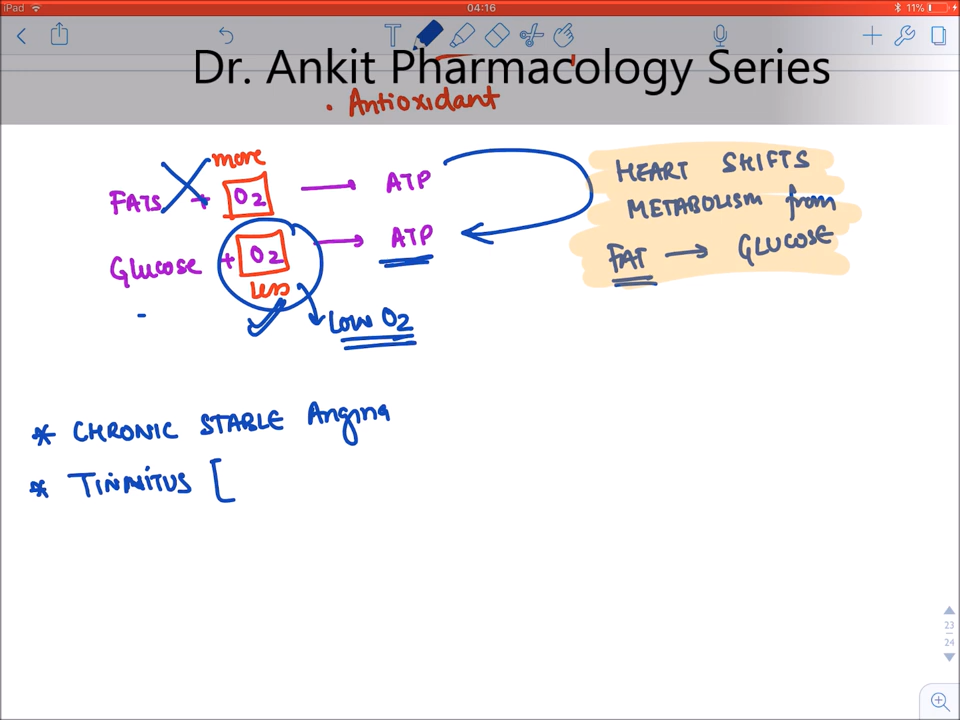 iPad 04:16 11%
T
Dr. Ankit Pharmacology Series
• Antioxidant
more
FATS + O2 → ATP
Glucose + O2 → ATP
less
Low O2
HEART SHIFTS
METABOLISM from
FAT → GLUCOSE
* CHRONIC STABLE Angina
* TINNITUS [
23
24